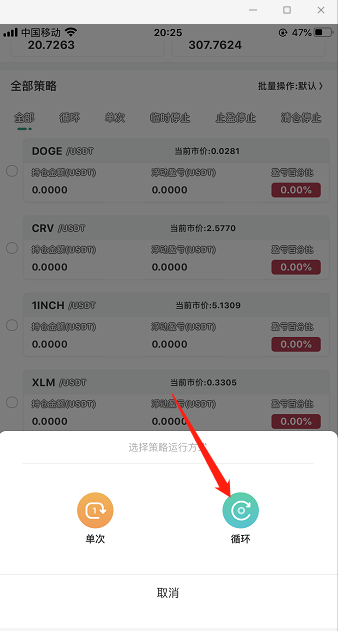 中国移动 20:25 47%
20.7263 307.7624
全部策略 批量操作:默认
全部 循环 单次 临时停止 止盈停止 清仓停止
DOGE /USDT 当前市价:0.0281
持仓金额(USDT) 浮动盈亏(USDT) 盈亏百分比
0.0000 0.0000 0.00%
CRV /USDT 当前市价:2.5770
持仓金额(USDT) 浮动盈亏(USDT) 盈亏百分比
0.0000 0.0000 0.00%
1INCH /USDT 当前市价:5.1309
持仓金额(USDT) 浮动盈亏(USDT) 盈亏百分比
0.0000 0.0000 0.00%
XLM /USDT 当前市价:0.3305
持仓金额(USDT) 浮动盈亏(USDT) 盈亏百分比
0.0000 0.0000 0.00%
选择策略运行方式
1
单次 循环
取消